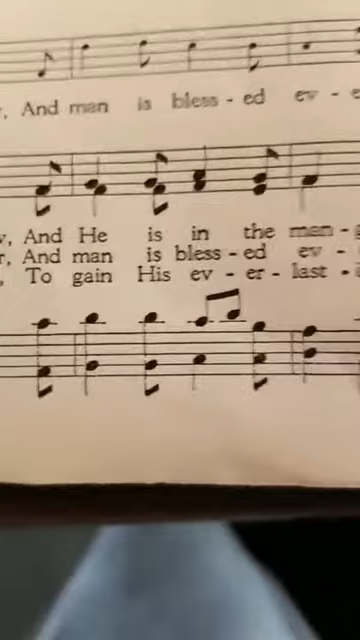 , And man is bless - ed ev - e
, And He is in the man -
r, And man is bless - ed ev -
, To gain His ev - er - last -